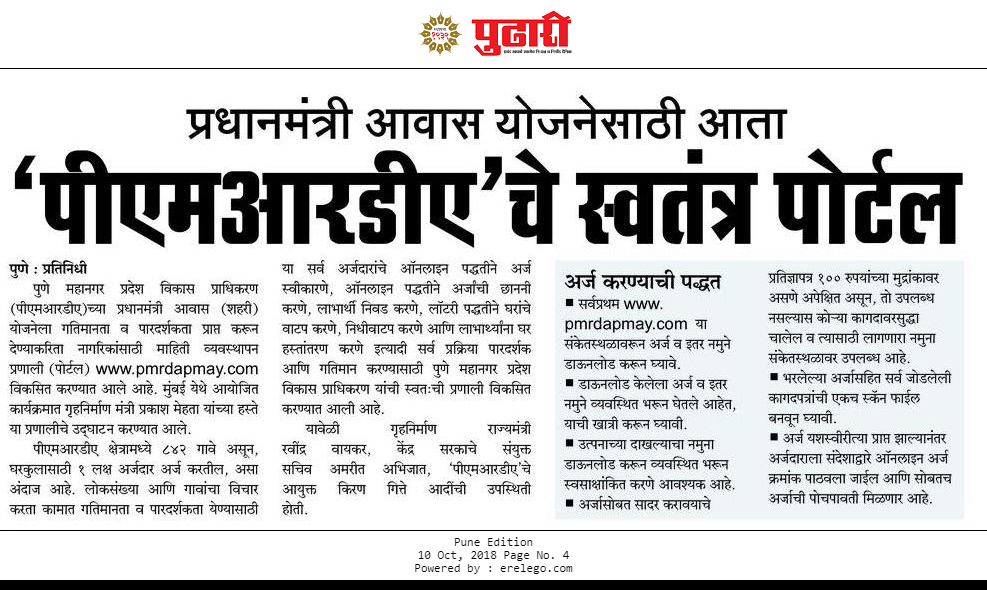 स्थापना
१९३९
पुढारी
प्रधानमंत्री आवास योजनेसाठी आता
‘पीएमआरडीए’चे स्वतंत्र पोर्टल
पुणे : प्रतिनिधी
पुणे महानगर प्रदेश विकास प्राधिकरण
(पीएमआरडीए)च्या प्रधानमंत्री आवास (शहरी)
योजनेला गतिमानता व पारदर्शकता प्राप्त करून
देण्याकरिता नागरिकांसाठी माहिती व्यवस्थापन
प्रणाली (पोर्टल) www.pmrdapmay.com
विकसित करण्यात आले आहे. मुंबई येथे आयोजित
कार्यक्रमात गृहनिर्माण मंत्री प्रकाश मेहता यांच्या हस्ते
या प्रणालीचे उद्घाटन करण्यात आले.
पीएमआरडीए क्षेत्रामध्ये ८४२ गावे असून,
घरकुलासाठी १ लक्ष अर्जदार अर्ज करतील, असा
अंदाज आहे. लोकसंख्या आणि गावांचा विचार
करता कामात गतिमानता व पारदर्शकता येण्यासाठी
या सर्व अर्जदारांचे ऑनलाइन पद्धतीने अर्ज
स्वीकारणे, ऑनलाइन पद्धतीने अर्जांची छाननी
करणे, लाभार्थी निवड करणे, लॉटरी पद्धतीने घरांचे
वाटप करणे, निधीवाटप करणे आणि लाभार्थ्यांना घर
हस्तांतरण करणे इत्यादी सर्व प्रक्रिया पारदर्शक
आणि गतिमान करण्यासाठी पुणे महानगर प्रदेश
विकास प्राधिकरण यांची स्वतःची प्रणाली विकसित
करण्यात आली आहे.
यावेळी गृहनिर्माण राज्यमंत्री
रवींद्र वायकर, केंद्र सरकाचे संयुक्त
सचिव अमरीत अभिजात, ‘पीएमआरडीए’चे
आयुक्त किरण गित्ते आदींची उपस्थिती
होती.
अर्ज करण्याची पद्धत
■ सर्वप्रथम www.
pmrdapmay.com या
संकेतस्थळावरून अर्ज व इतर नमुने
डाऊनलोड करून घ्यावे.
■ डाऊनलोड केलेला अर्ज व इतर
नमुने व्यवस्थित भरून घेतले आहेत,
याची खात्री करून घ्यावी.
■ उत्पनाच्या दाखल्याचा नमुना
डाऊनलोड करून व्यवस्थित भरून
स्वसाक्षांकित करणे आवश्यक आहे.
■ अर्जासोबत सादर करावयाचे
प्रतिज्ञापत्र १०० रुपयांच्या मुद्रांकावर
असणे अपेक्षित असून, तो उपलब्ध
नसल्यास कोऱ्या कागदावरसुद्धा
चालेल व त्यासाठी लागणारा नमुना
संकेतस्थळावर उपलब्ध आहे.
■ भरलेल्या अर्जासहित सर्व जोडलेली
कागदपत्रांची एकच स्कॅन फाईल
बनवून घ्यावी.
■ अर्ज यशस्वीरीत्या प्राप्त झाल्यानंतर
अर्जदाराला संदेशाद्वारे ऑनलाइन अर्ज
क्रमांक पाठवला जाईल आणि सोबतच
अर्जाची पोचपावती मिळणार आहे.
Pune Edition
10 Oct, 2018 Page No. 4
Powered by : erelego.com